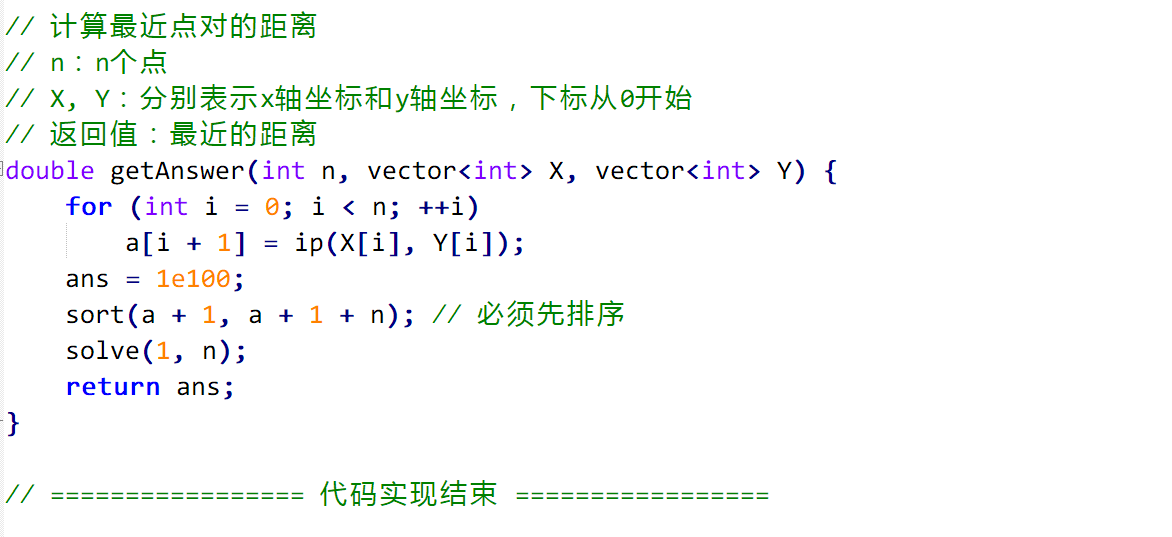 // 计算最近点对的距离
// n：n个点
// X, Y：分别表示x轴坐标和y轴坐标，下标从0开始
// 返回值：最近的距离
double getAnswer(int n, vector<int> X, vector<int> Y) {
    for (int i = 0; i < n; ++i)
        a[i + 1] = ip(X[i], Y[i]);
    ans = 1e100;
    sort(a + 1, a + 1 + n); // 必须先排序
    solve(1, n);
    return ans;
}
// ================= 代码实现结束 =================